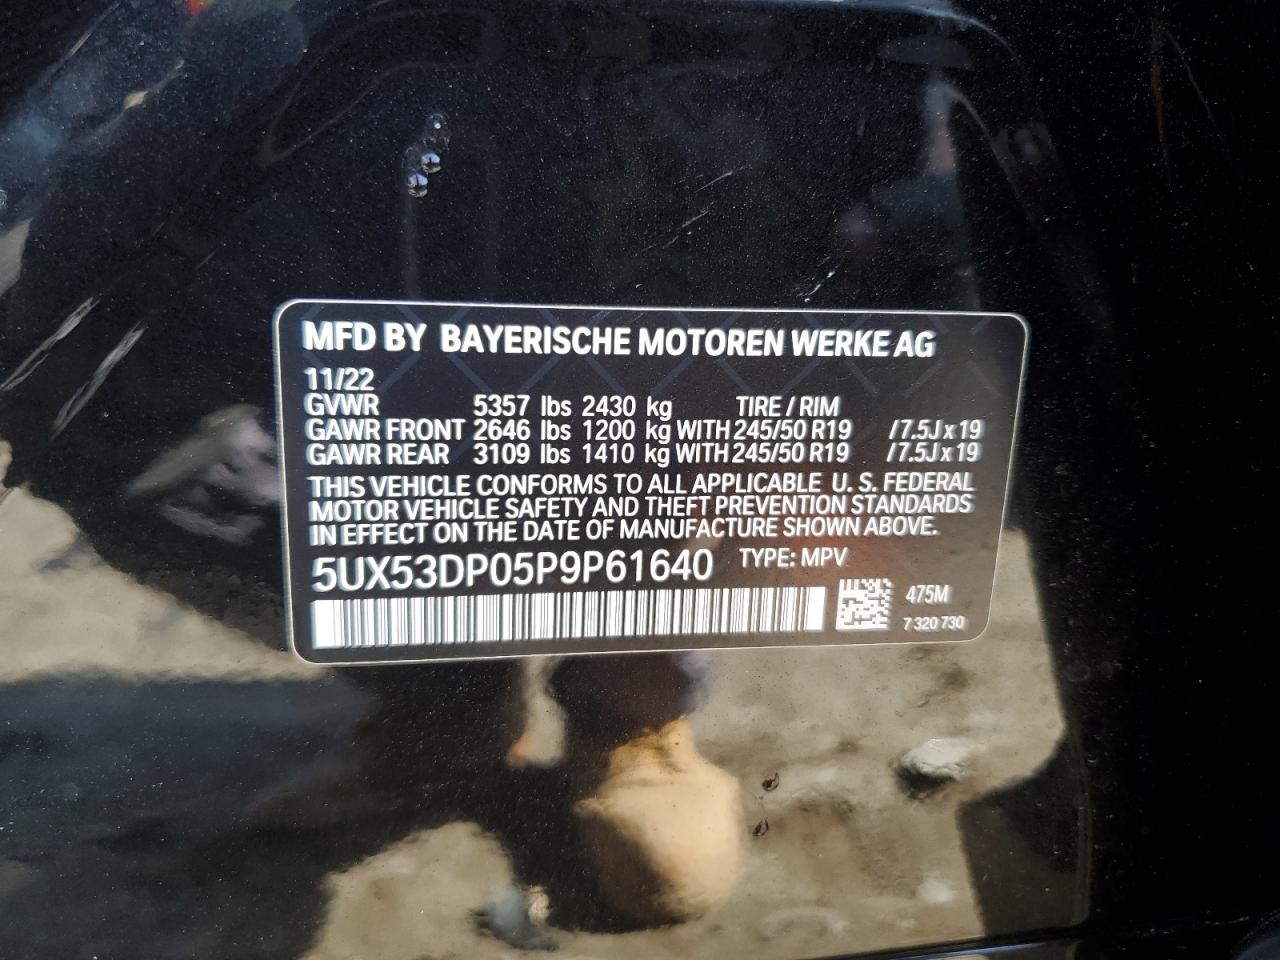 MFD BY BAYERISCHE MOTOREN WERKE AG
11/22
GVWR 5357 lbs 2430 kg TIRE / RIM
GAWR FRONT 2646 lbs 1200 kg WITH 245/50 R19 /7.5J x 19
GAWR REAR 3109 lbs 1410 kg WITH 245/50 R19 /7.5J x 19
THIS VEHICLE CONFORMS TO ALL APPLICABLE U. S. FEDERAL
MOTOR VEHICLE SAFETY AND THEFT PREVENTION STANDARDS
IN EFFECT ON THE DATE OF MANUFACTURE SHOWN ABOVE.
5UX53DP05P9P61640 TYPE: MPV
475M
7 320 730